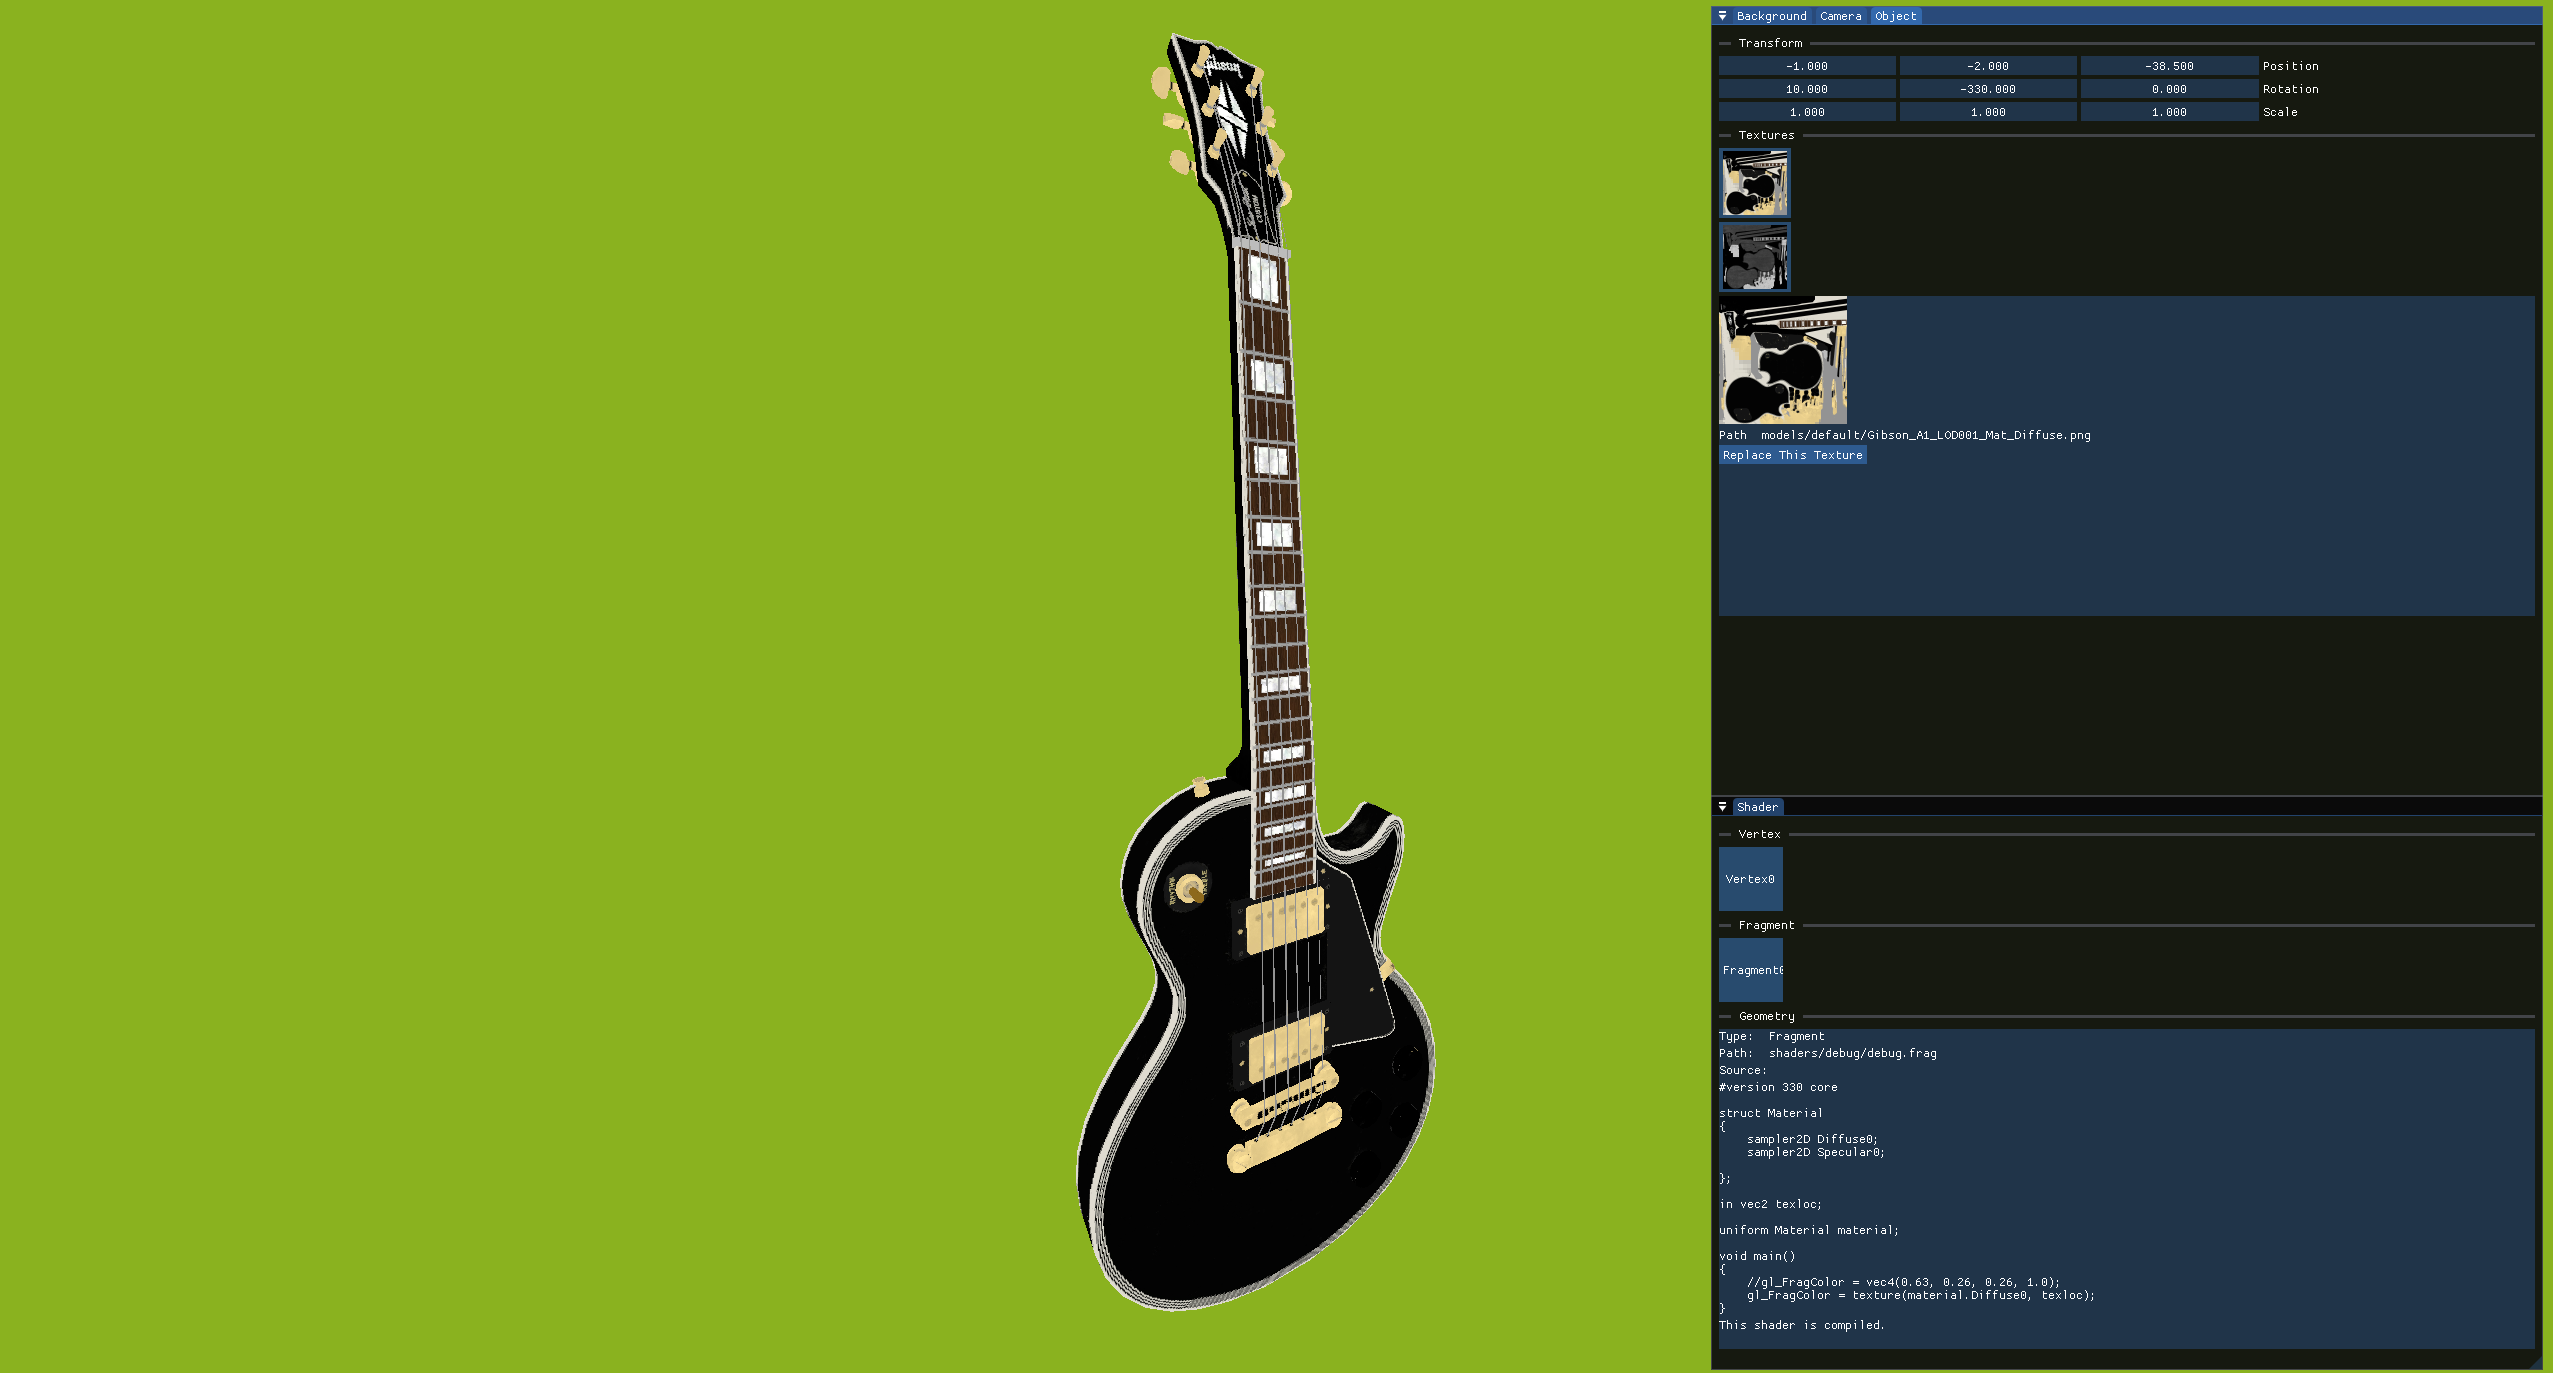 Background Camera Object
Transform
-1.000 -2.000 -38.500 Position
10.000 -330.000 0.000 Rotation
1.000 1.000 1.000 Scale
Textures
Path models/default/Gibson_A1_LOD001_Mat_Diffuse.png
Replace This Texture
Shader
Vertex
Vertex0
Fragment
Fragment0
Geometry
Type: Fragment
Path: shaders/debug/debug.frag
Source:
#version 330 core
struct Material
{
sampler2D Diffuse0;
sampler2D Specular0;
};
in vec2 texloc;
uniform Material material;
void main()
{
//gl_FragColor = vec4(0.63, 0.26, 0.26, 1.0);
gl_FragColor = texture(material.Diffuse0, texloc);
}
This shader is compiled.
Gibson
CUSTOM
RHYTHM